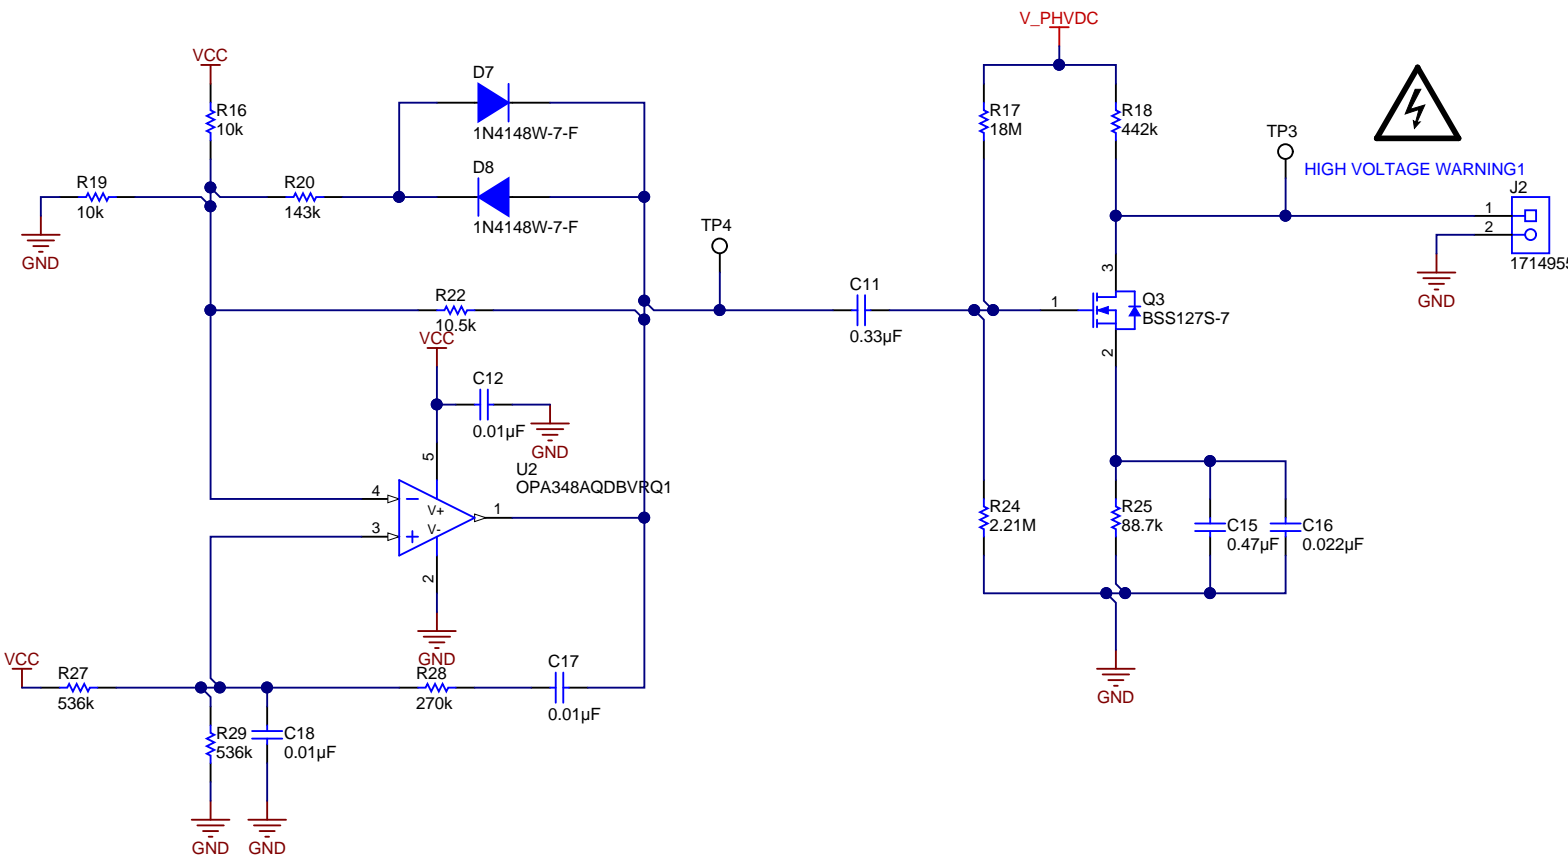 V_PHVDC
VCC
D7
R16
10k
1N4148W-7-F
R17
18M
R18
442k
TP3
HIGH VOLTAGE WARNING1
D8
R19
10k
R20
143k
1N4148W-7-F
J2
1
2
171495
GND
TP4
GND
3
R22
10.5k
C11
0.33µF
1
Q3
BSS127S-7
2
VCC
C12
0.01µF
GND
5
U2
OPA348AQDBVRQ1
4
V+
1
3
V-
2
GND
R24
2.21M
R25
88.7k
C15
0.47µF
C16
0.022µF
GND
VCC
R27
536k
R28
270k
C17
0.01µF
R29
536k
C18
0.01µF
GND
GND